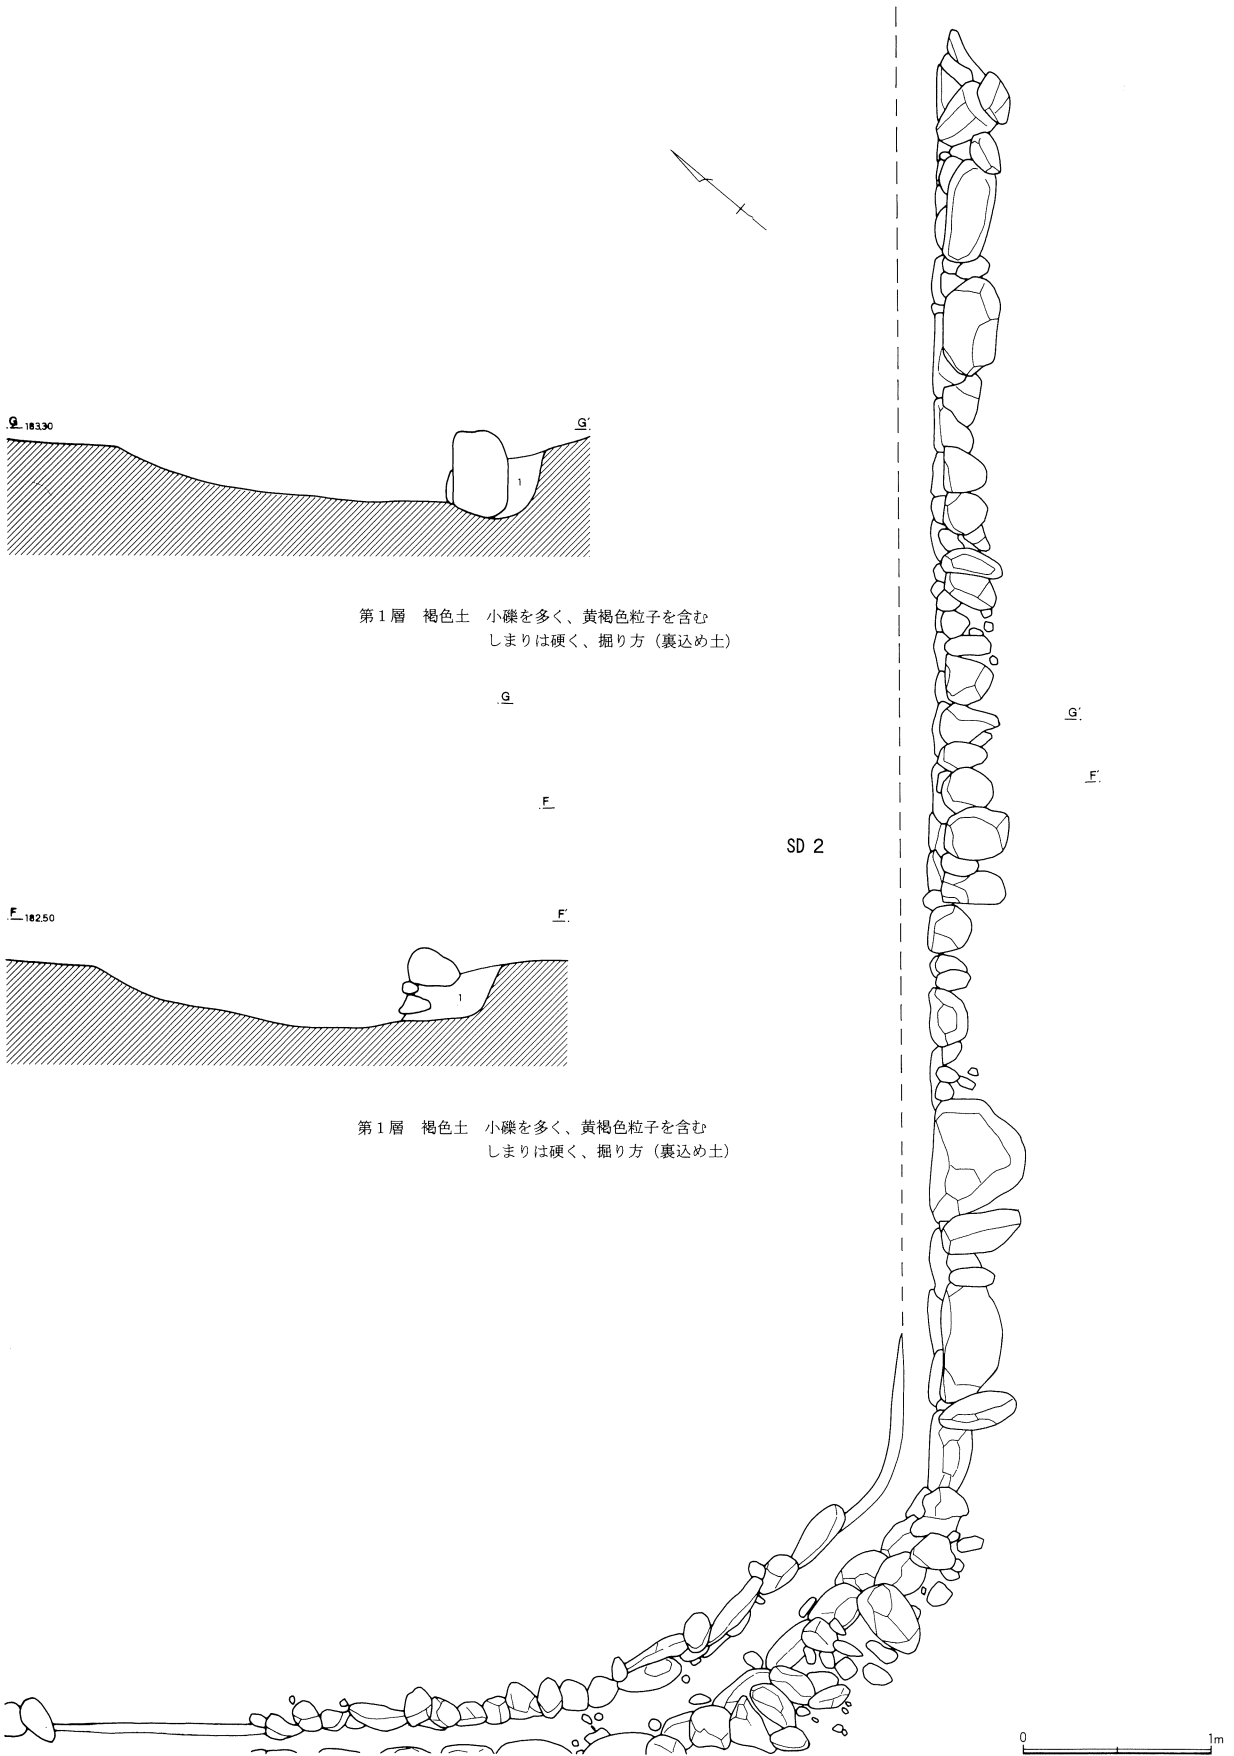 G 183.30
G′
1
第1層 褐色土 小礫を多く、黄褐色粒子を含む
しまりは硬く、掘り方（裏込め土）
G
G′
F
F′
SD 2
F 182.50
F′
1
第1層 褐色土 小礫を多く、黄褐色粒子を含む
しまりは硬く、掘り方（裏込め土）
0 1m